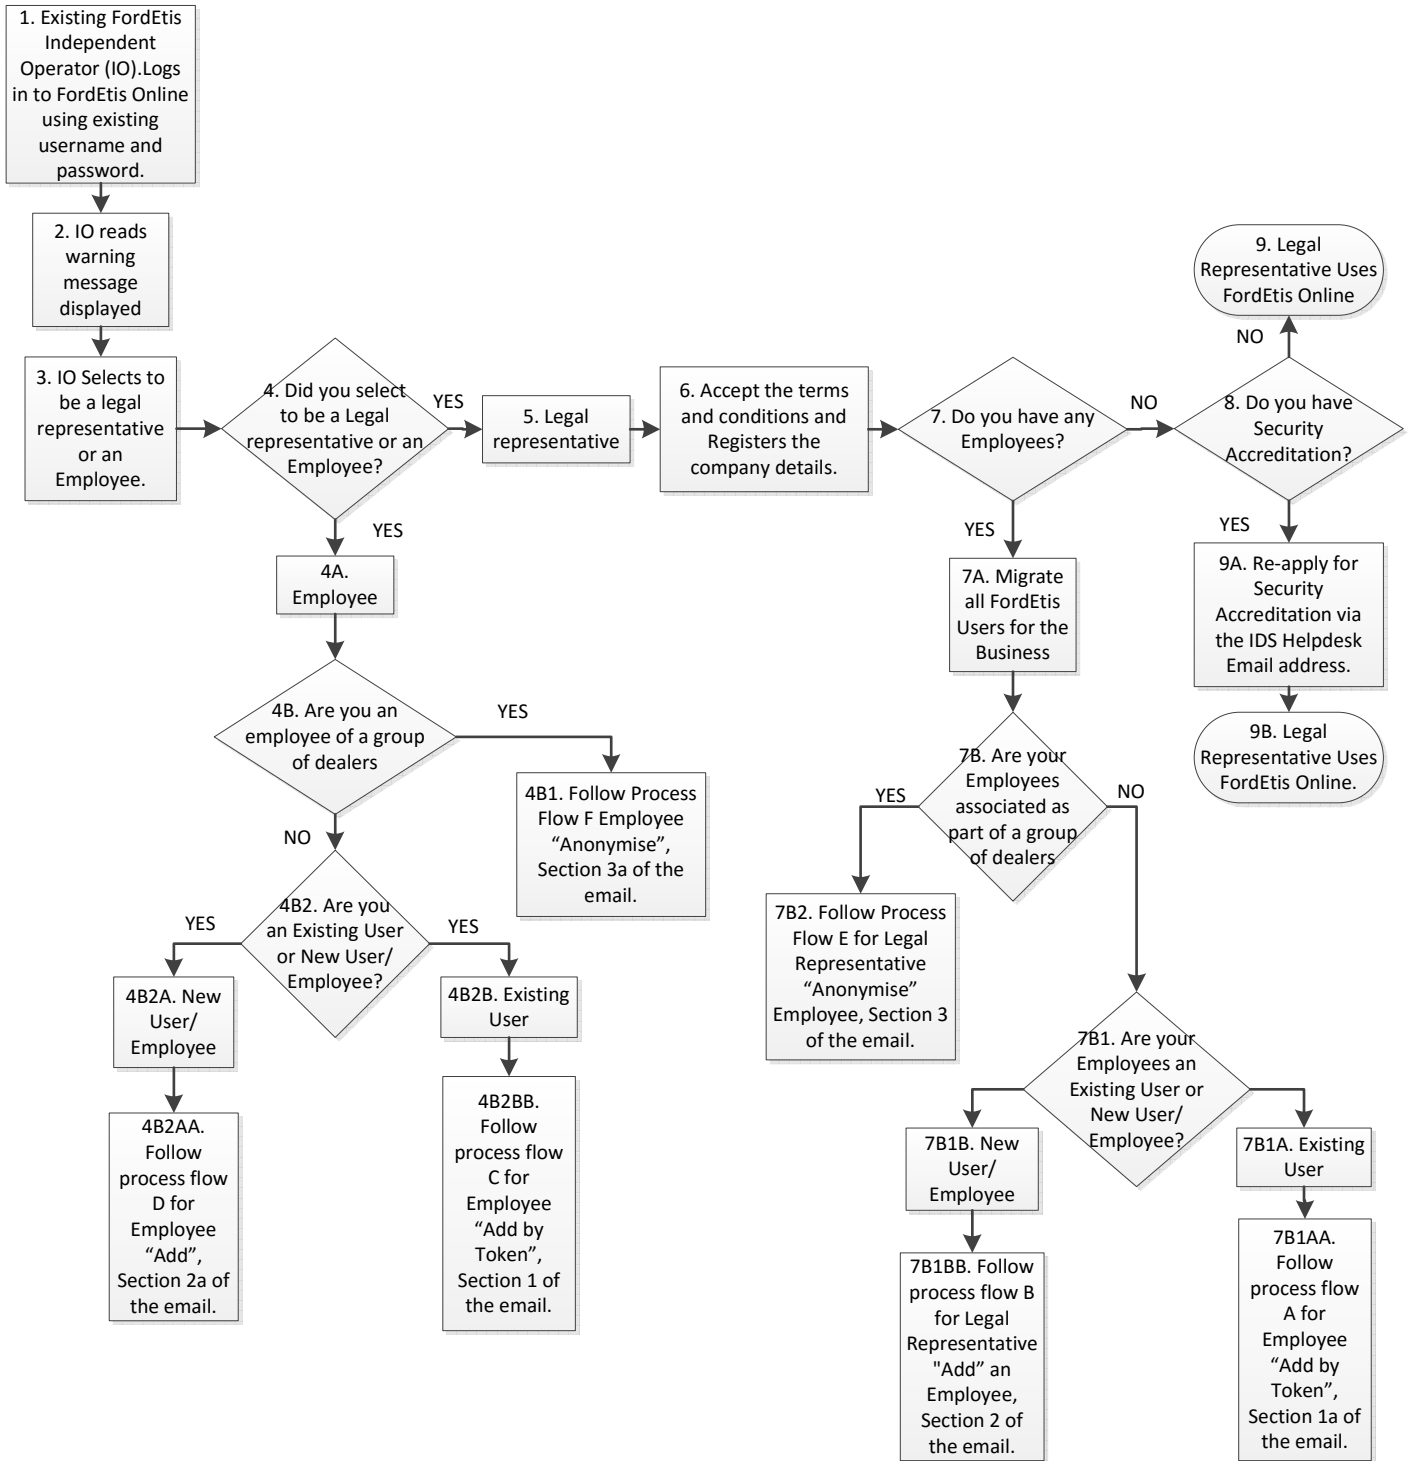 1. Existing FordEtis
Independent
Operator (IO).Logs
in to FordEtis Online
using existing
username and
password.
2. IO reads
warning
message
displayed
3. IO Selects to
be a legal
representative
or an
Employee.
4. Did you select
to be a Legal
representative or an
Employee?
YES
5. Legal
representative
6. Accept the terms
and conditions and
Registers the
company details.
7. Do you have any
Employees?
NO
8. Do you have
Security
Accreditation?
NO
9. Legal
Representative Uses
FordEtis Online
YES
9A. Re-apply for
Security
Accreditation via
the IDS Helpdesk
Email address.
9B. Legal
Representative Uses
FordEtis Online.
YES
4A.
Employee
4B. Are you an
employee of a group
of dealers
YES
4B1. Follow Process
Flow F Employee
“Anonymise”,
Section 3a of the
email.
NO
4B2. Are you
an Existing User
or New User/
Employee?
YES
4B2A. New
User/
Employee
4B2AA.
Follow
process flow
D for
Employee
“Add”,
Section 2a of
the email.
YES
4B2B. Existing
User
4B2BB.
Follow
process flow
C for
Employee
“Add by
Token”,
Section 1 of
the email.
YES
7A. Migrate
all FordEtis
Users for the
Business
7B. Are your
Employees
associated as
part of a group
of dealers
YES
7B2. Follow Process
Flow E for Legal
Representative
“Anonymise”
Employee, Section 3
of the email.
NO
7B1. Are your
Employees an
Existing User or
New User/
Employee?
7B1B. New
User/
Employee
7B1BB. Follow
process flow B
for Legal
Representative
"Add” an
Employee,
Section 2 of
the email.
7B1A. Existing
User
7B1AA.
Follow
process flow
A for
Employee
“Add by
Token”,
Section 1a of
the email.